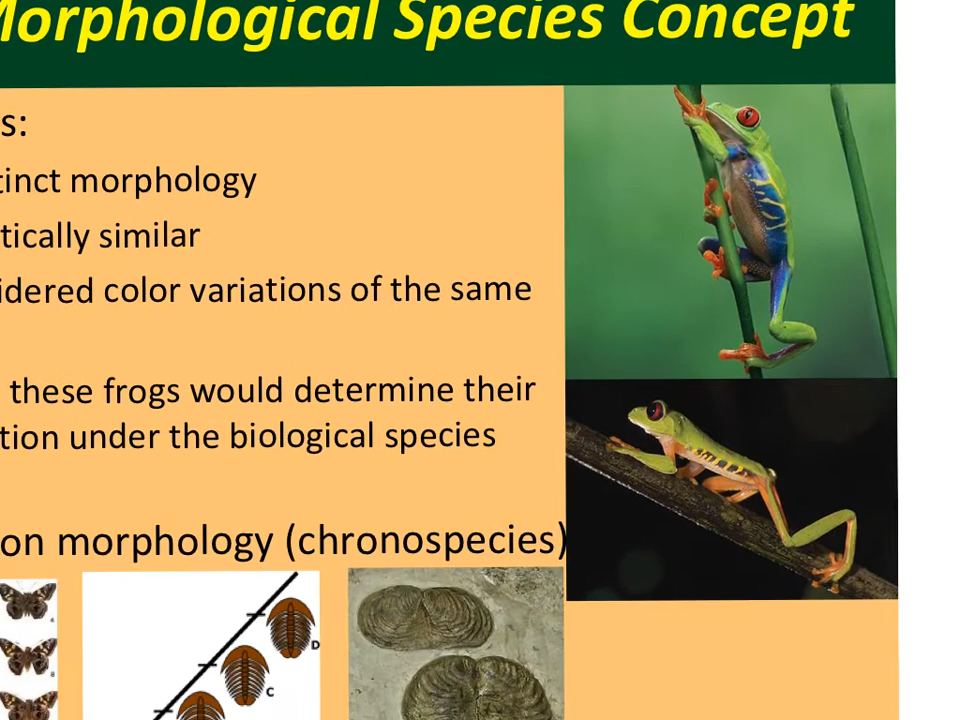 Morphological Species Concept
s:
tinct morphology
tically similar
idered color variations of the same
these frogs would determine their
tion under the biological species
on morphology (chronospecies)
D
C